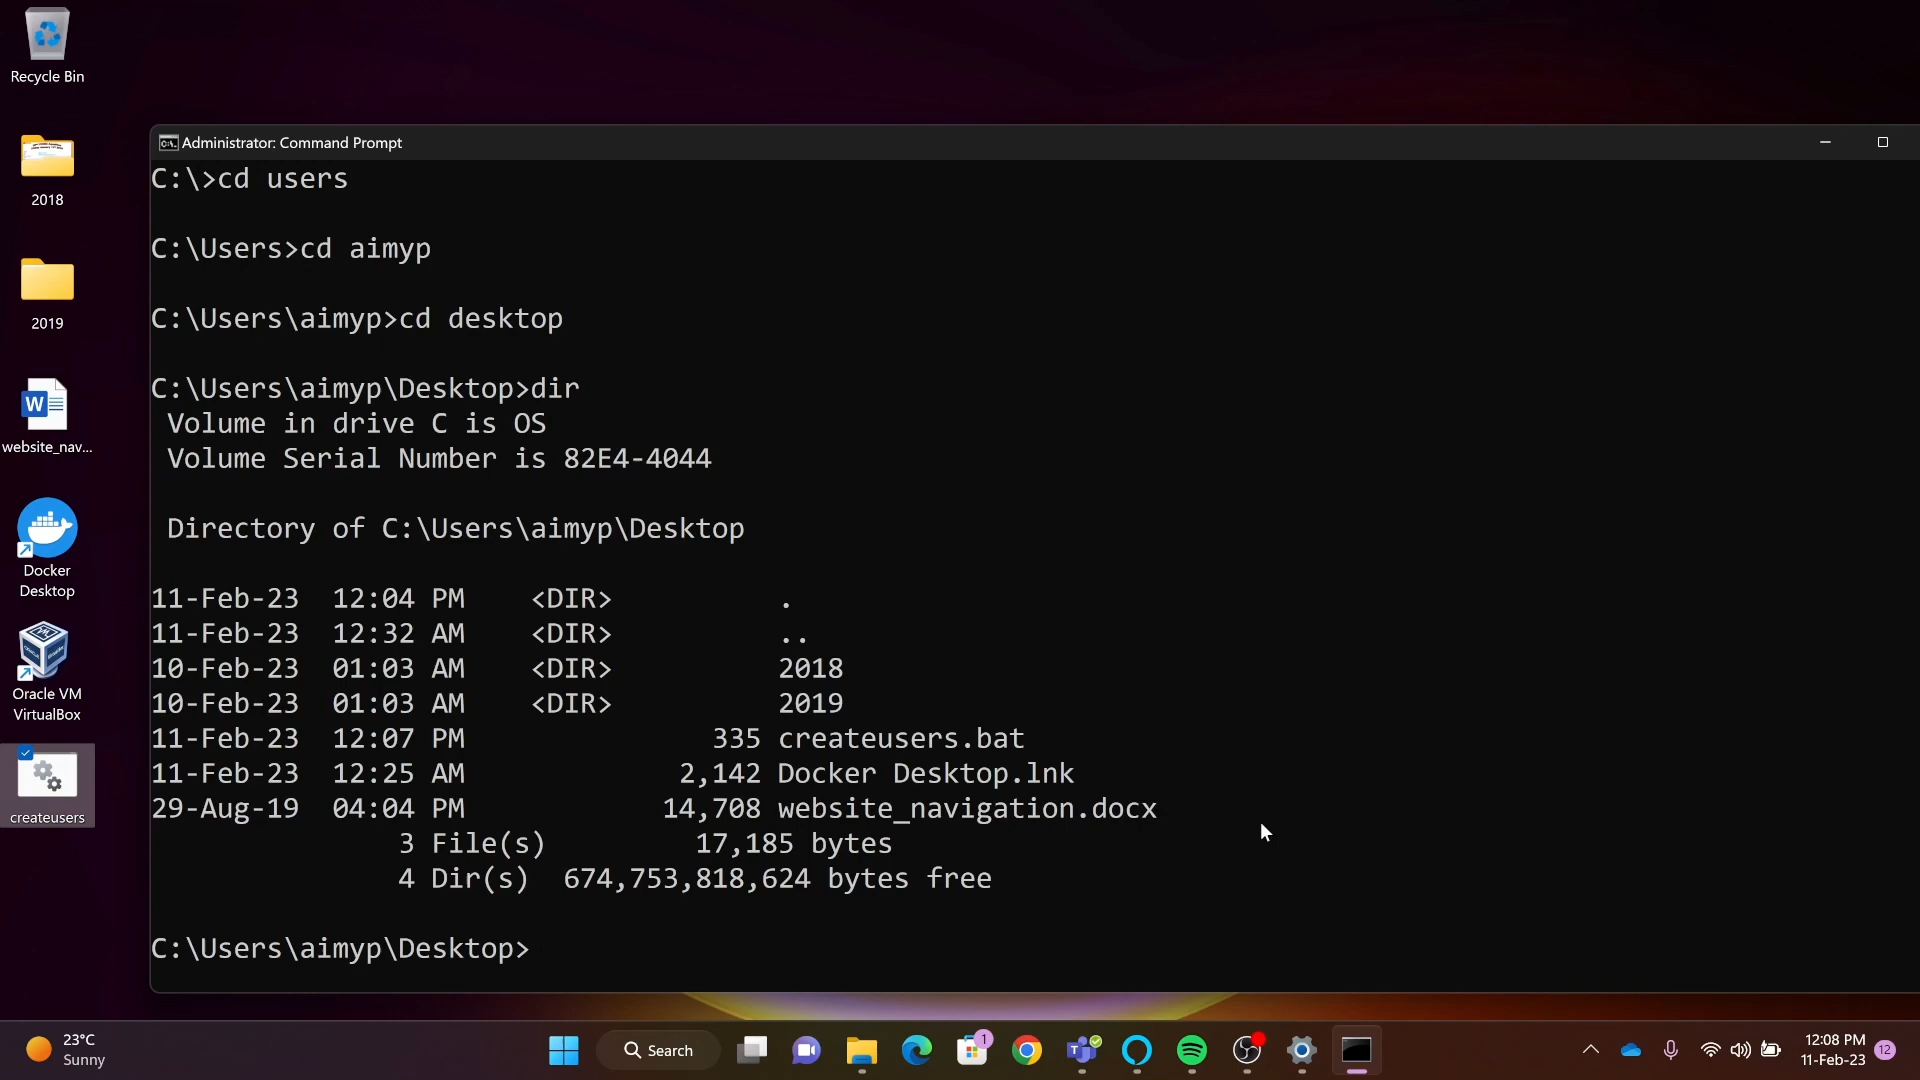 Recycle Bin
2018
2019
website_nav...
Docker
Desktop
Oracle VM
VirtualBox
createusers
Administrator: Command Prompt
C:\>cd users
C:\Users>cd aimyp
C:\Users\aimyp>cd desktop
C:\Users\aimyp\Desktop>dir
Volume in drive C is OS
Volume Serial Number is 82E4-4044
Directory of C:\Users\aimyp\Desktop
11-Feb-23  12:04 PM    <DIR>          .
11-Feb-23  12:32 AM    <DIR>          ..
10-Feb-23  01:03 AM    <DIR>          2018
10-Feb-23  01:03 AM    <DIR>          2019
11-Feb-23  12:07 PM               335 createusers.bat
11-Feb-23  12:25 AM             2,142 Docker Desktop.lnk
29-Aug-19  04:04 PM            14,708 website_navigation.docx
3 File(s)         17,185 bytes
4 Dir(s)  674,753,818,624 bytes free
C:\Users\aimyp\Desktop>
23°C
Sunny
Search
1
12:08 PM
11-Feb-23
12